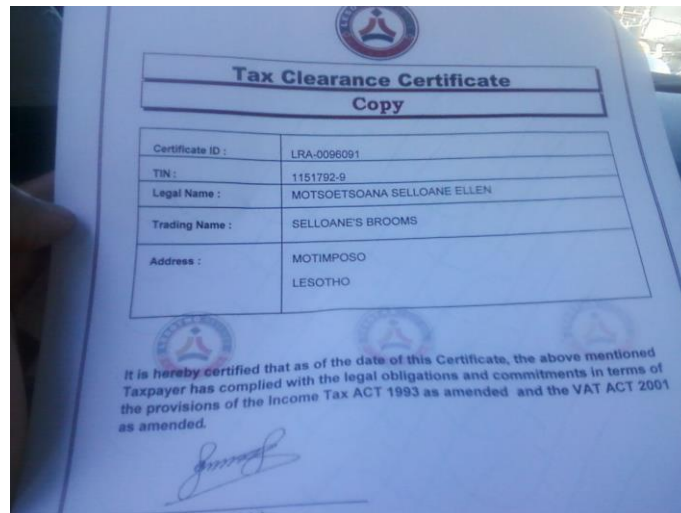 Tax Clearance Certificate
Copy
Certificate ID : LRA-0096091
TIN : 1151792-9
Legal Name : MOTSOETSOANA SELLOANE ELLEN
Trading Name : SELLOANE'S BROOMS
Address : MOTIMPOSO
LESOTHO
It is hereby certified that as of the date of this Certificate, the above mentioned
Taxpayer has complied with the legal obligations and commitments in terms of
the provisions of the Income Tax ACT 1993 as amended and the VAT ACT 2001
as amended.